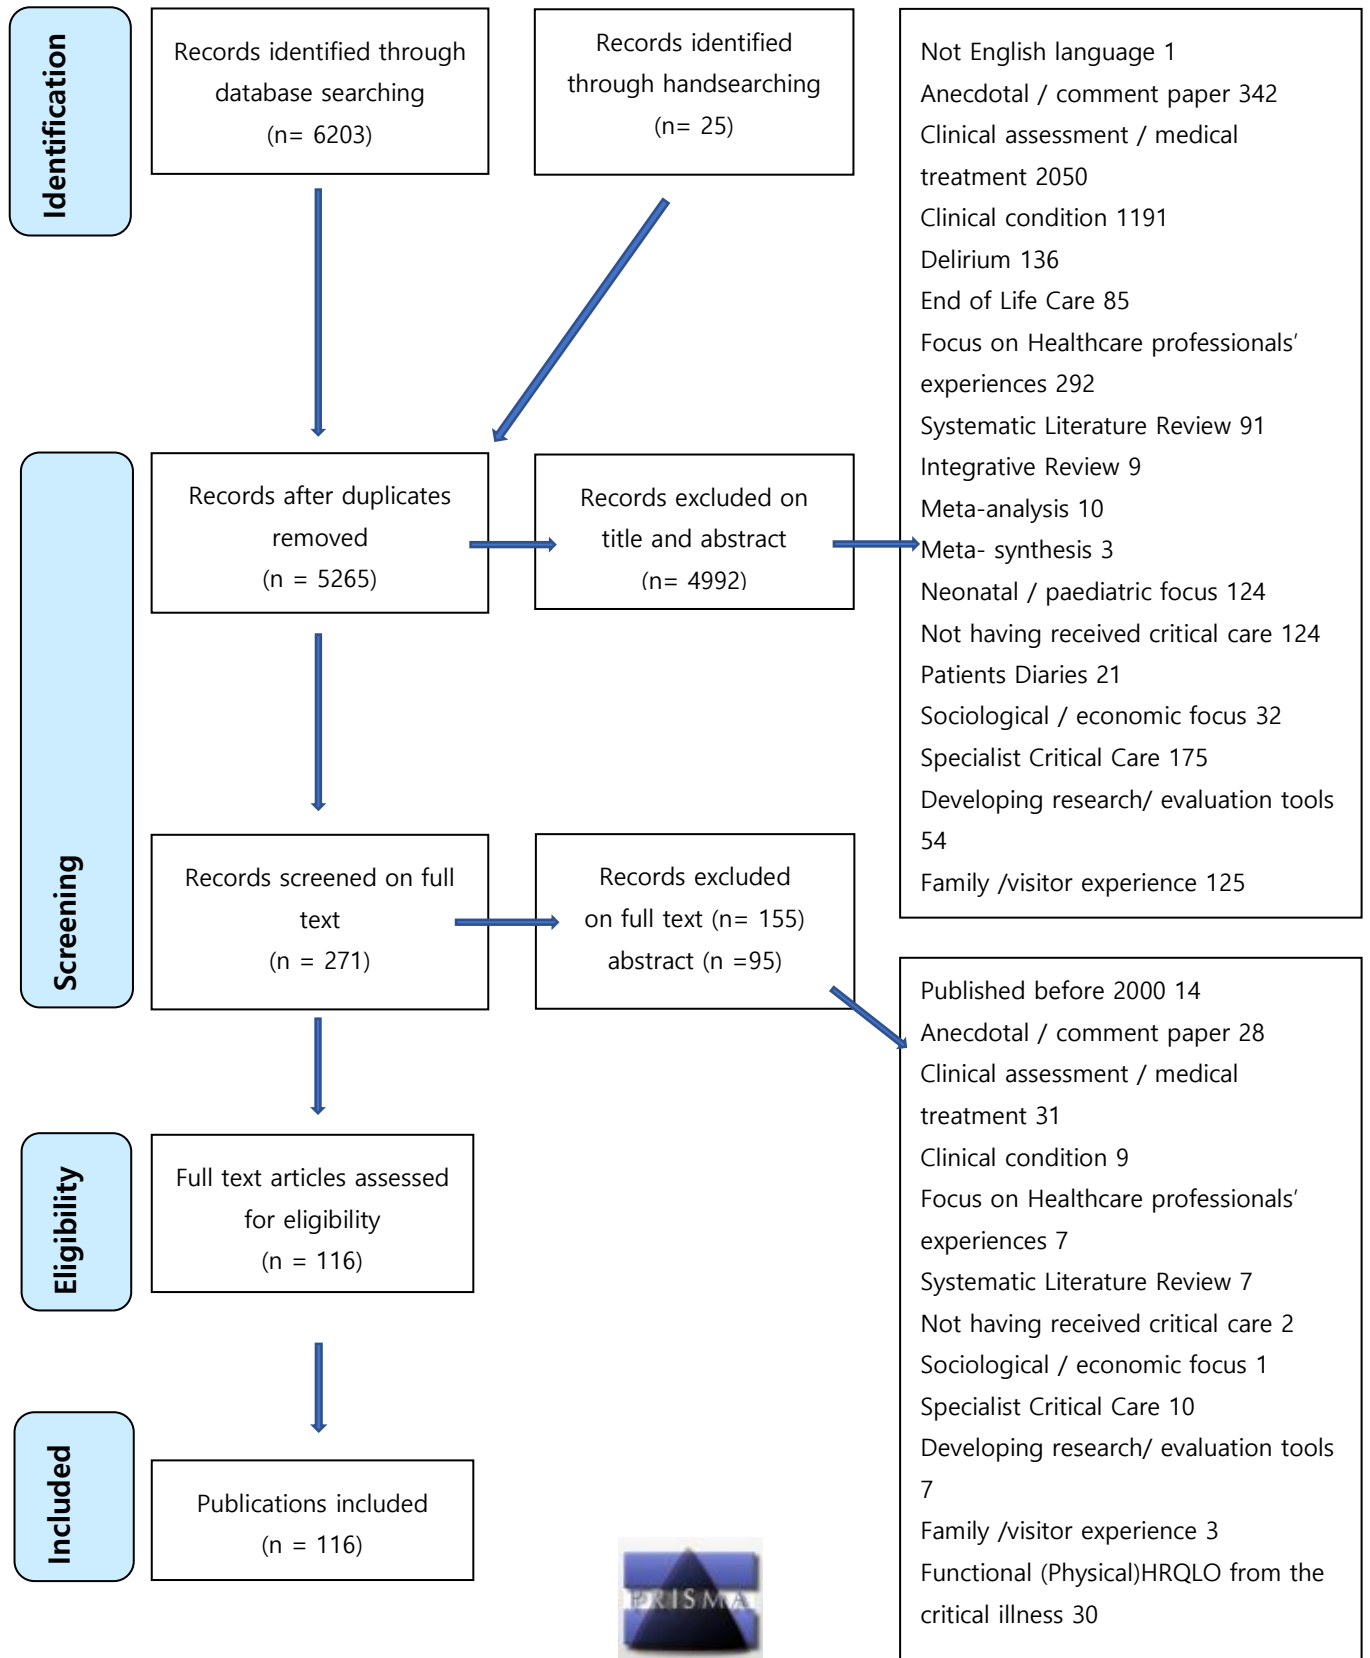 Identification
Records identified through
database searching
(n= 6203)
Records identified
through handsearching
(n= 25)
Not English language 1
Anecdotal / comment paper 342
Clinical assessment / medical
treatment 2050
Clinical condition 1191
Delirium 136
End of Life Care 85
Focus on Healthcare professionals’
experiences 292
Systematic Literature Review 91
Integrative Review 9
Meta-analysis 10
Meta- synthesis 3
Neonatal / paediatric focus 124
Not having received critical care 124
Patients Diaries 21
Sociological / economic focus 32
Specialist Critical Care 175
Developing research/ evaluation tools
54
Family /visitor experience 125
Screening
Records after duplicates
removed
(n = 5265)
Records excluded on
title and abstract
(n= 4992)
Records screened on full
text
(n = 271)
Records excluded
on full text (n= 155)
abstract (n =95)
Published before 2000 14
Anecdotal / comment paper 28
Clinical assessment / medical
treatment 31
Clinical condition 9
Focus on Healthcare professionals’
experiences 7
Systematic Literature Review 7
Not having received critical care 2
Sociological / economic focus 1
Specialist Critical Care 10
Developing research/ evaluation tools
7
Family /visitor experience 3
Functional (Physical)HRQLO from the
critical illness 30
Eligibility
Full text articles assessed
for eligibility
(n = 116)
Included
Publications included
(n = 116)
PRISMA